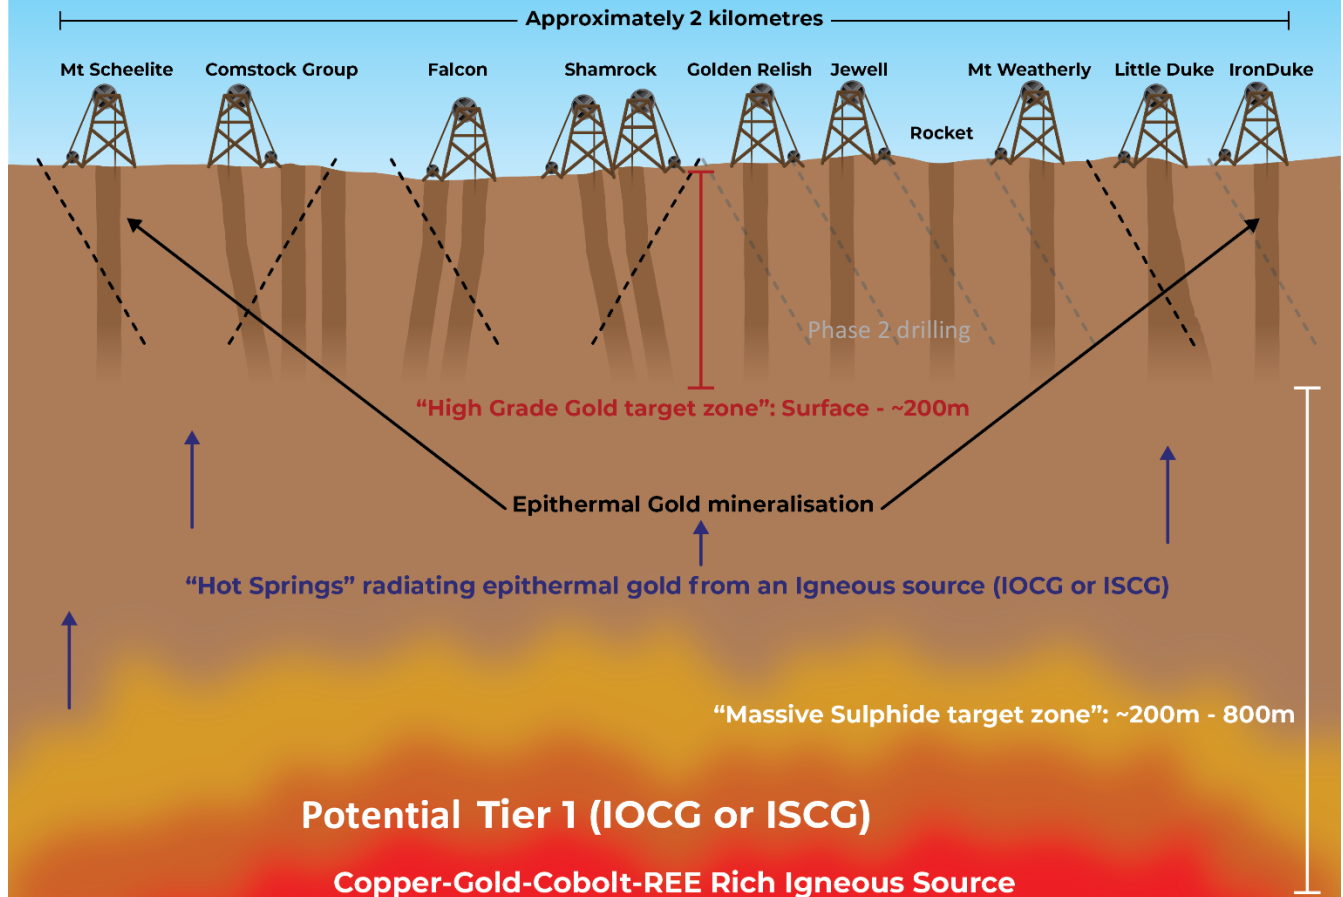 Approximately 2 kilometres
Mt Scheelite
Comstock Group
Falcon
Shamrock
Golden Relish
Jewell
Rocket
Mt Weatherly
Little Duke
IronDuke
Phase 2 drilling
“High Grade Gold target zone”: Surface - ~200m
Epithermal Gold mineralisation
“Hot Springs” radiating epithermal gold from an Igneous source (IOCG or ISCG)
“Massive Sulphide target zone”: ~200m - 800m
Potential Tier 1 (IOCG or ISCG)
Copper-Gold-Cobolt-REE Rich Igneous Source